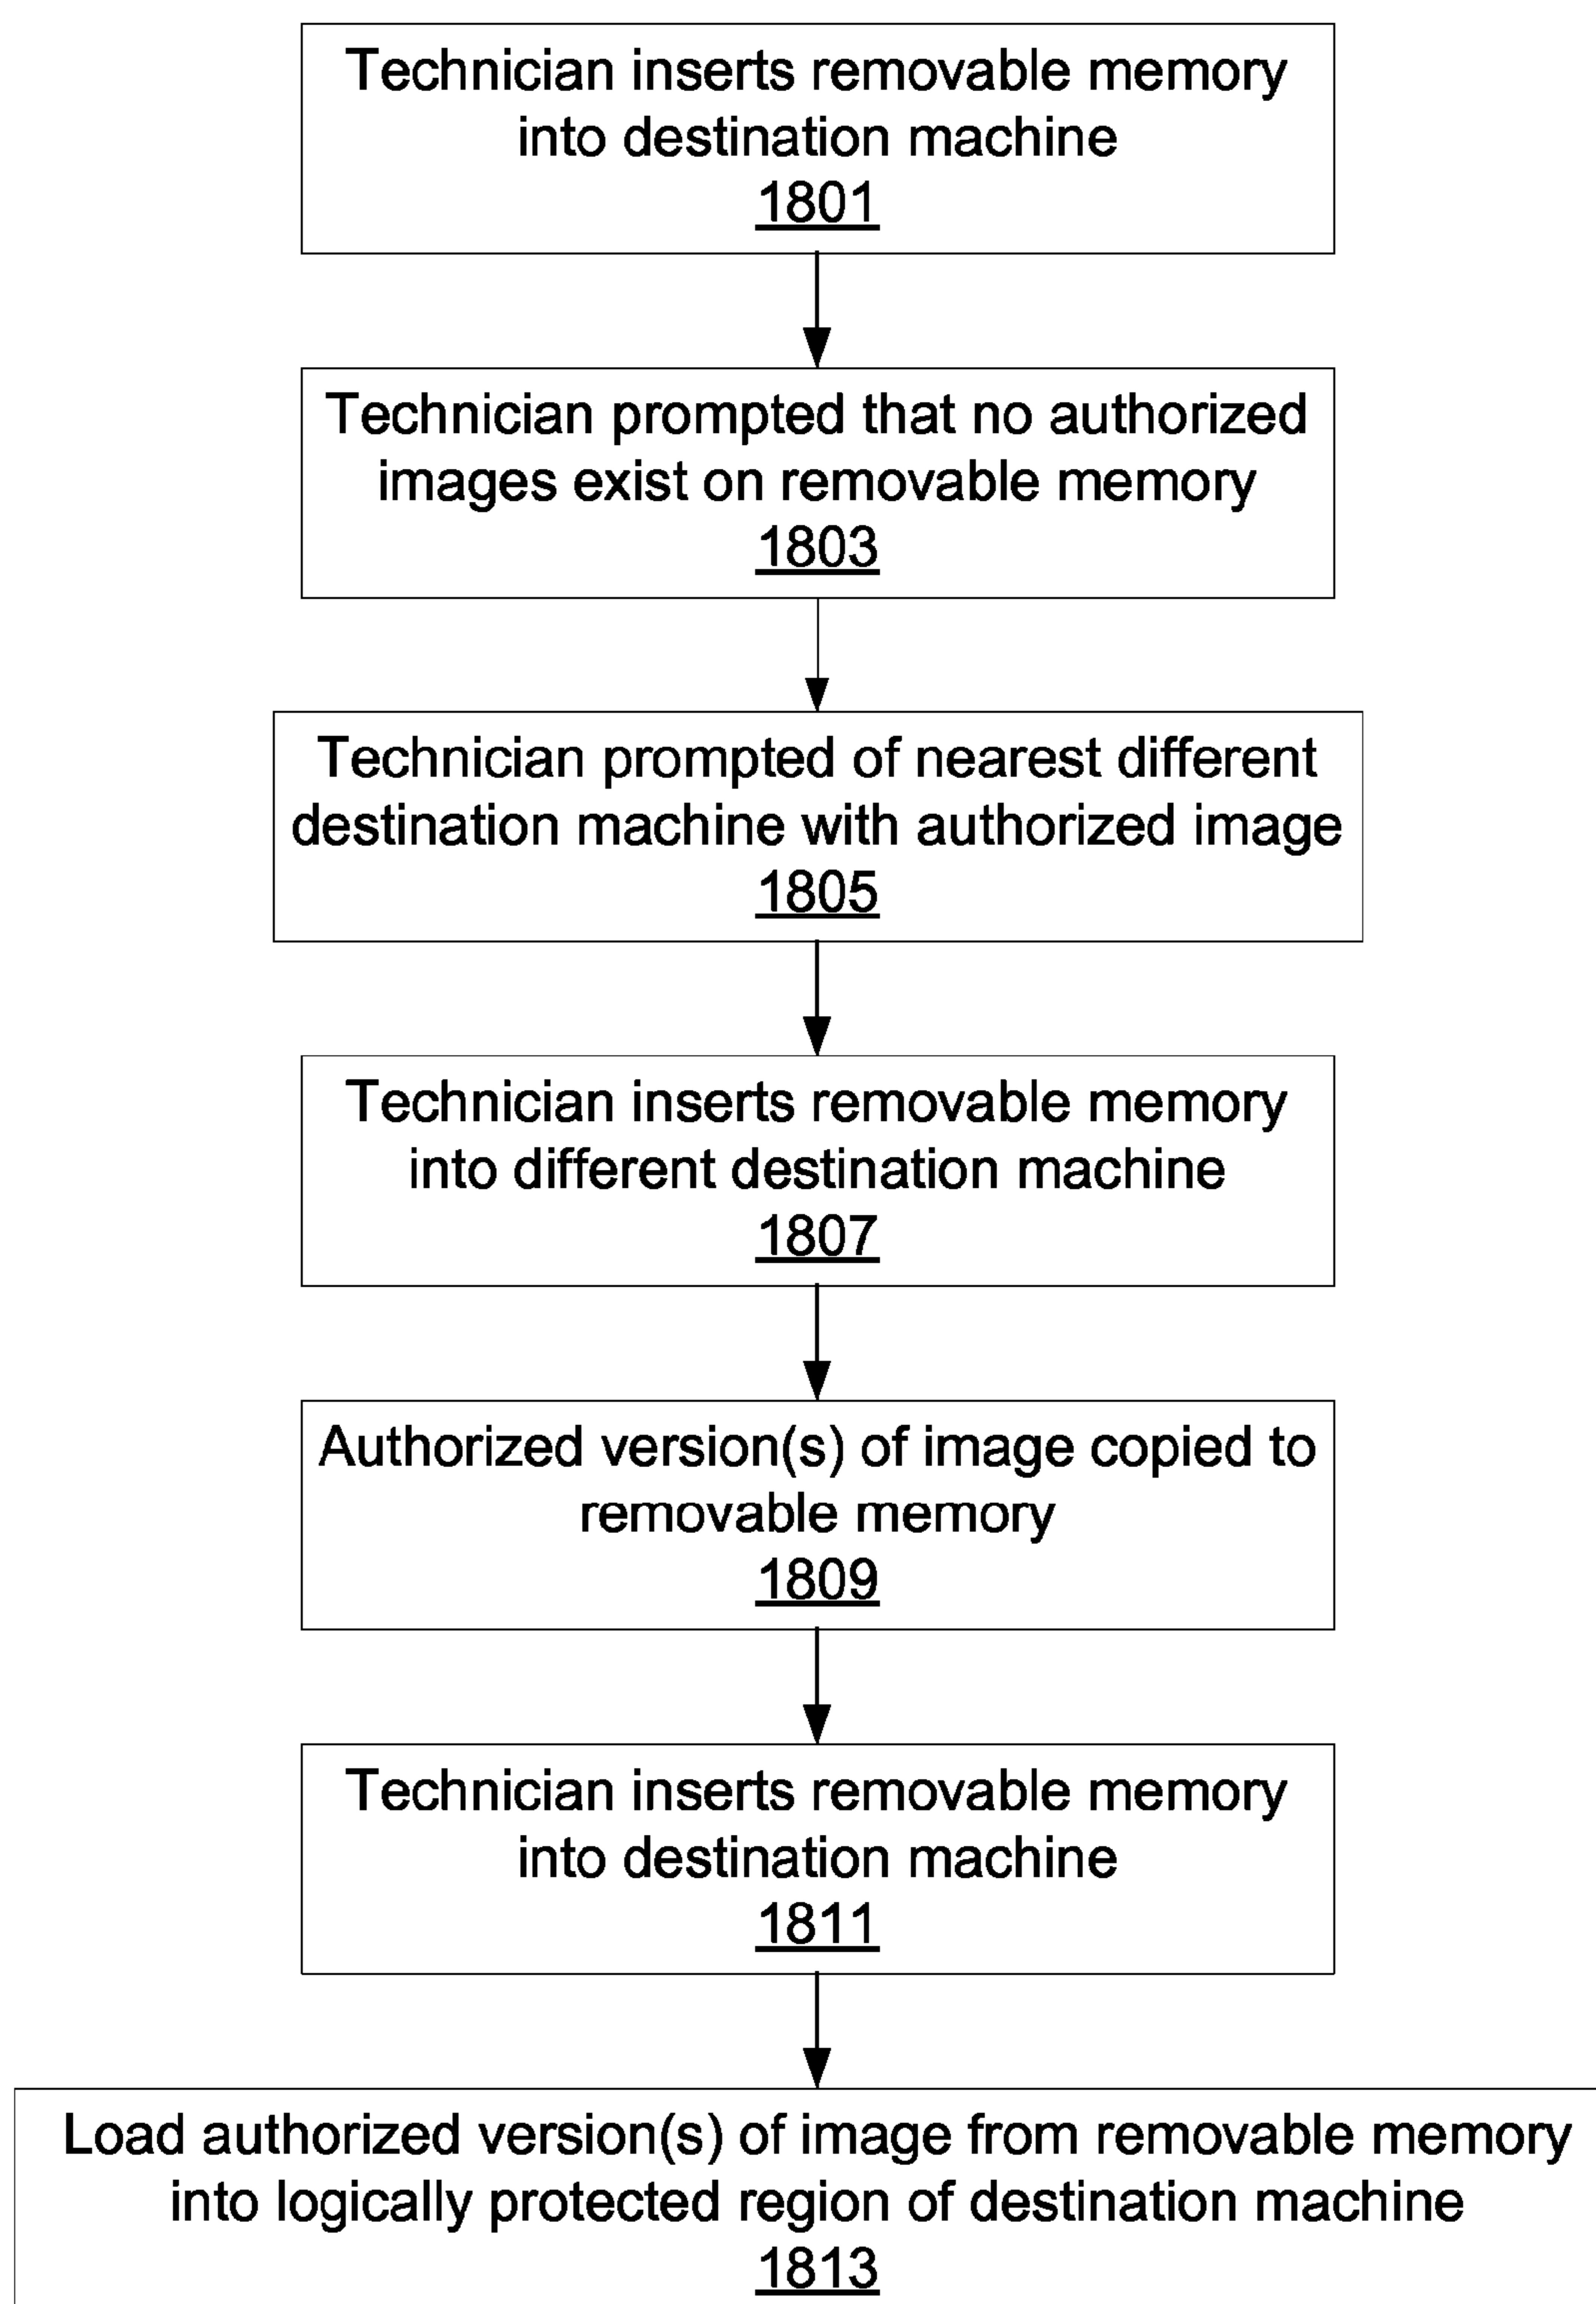 Technician inserts removable memory
into destination machine
1801
Technician prompted that no authorized
images exist on removable memory
1803
Technician prompted of nearest different
destination machine with authorized image
1805
Technician inserts removable memory
into different destination machine
1807
Authorized version(s) of image copied to
removable memory
1809
Technician inserts removable memory
into destination machine
1811
Load authorized version(s) of image from removable memory
into logically protected region of destination machine
1813